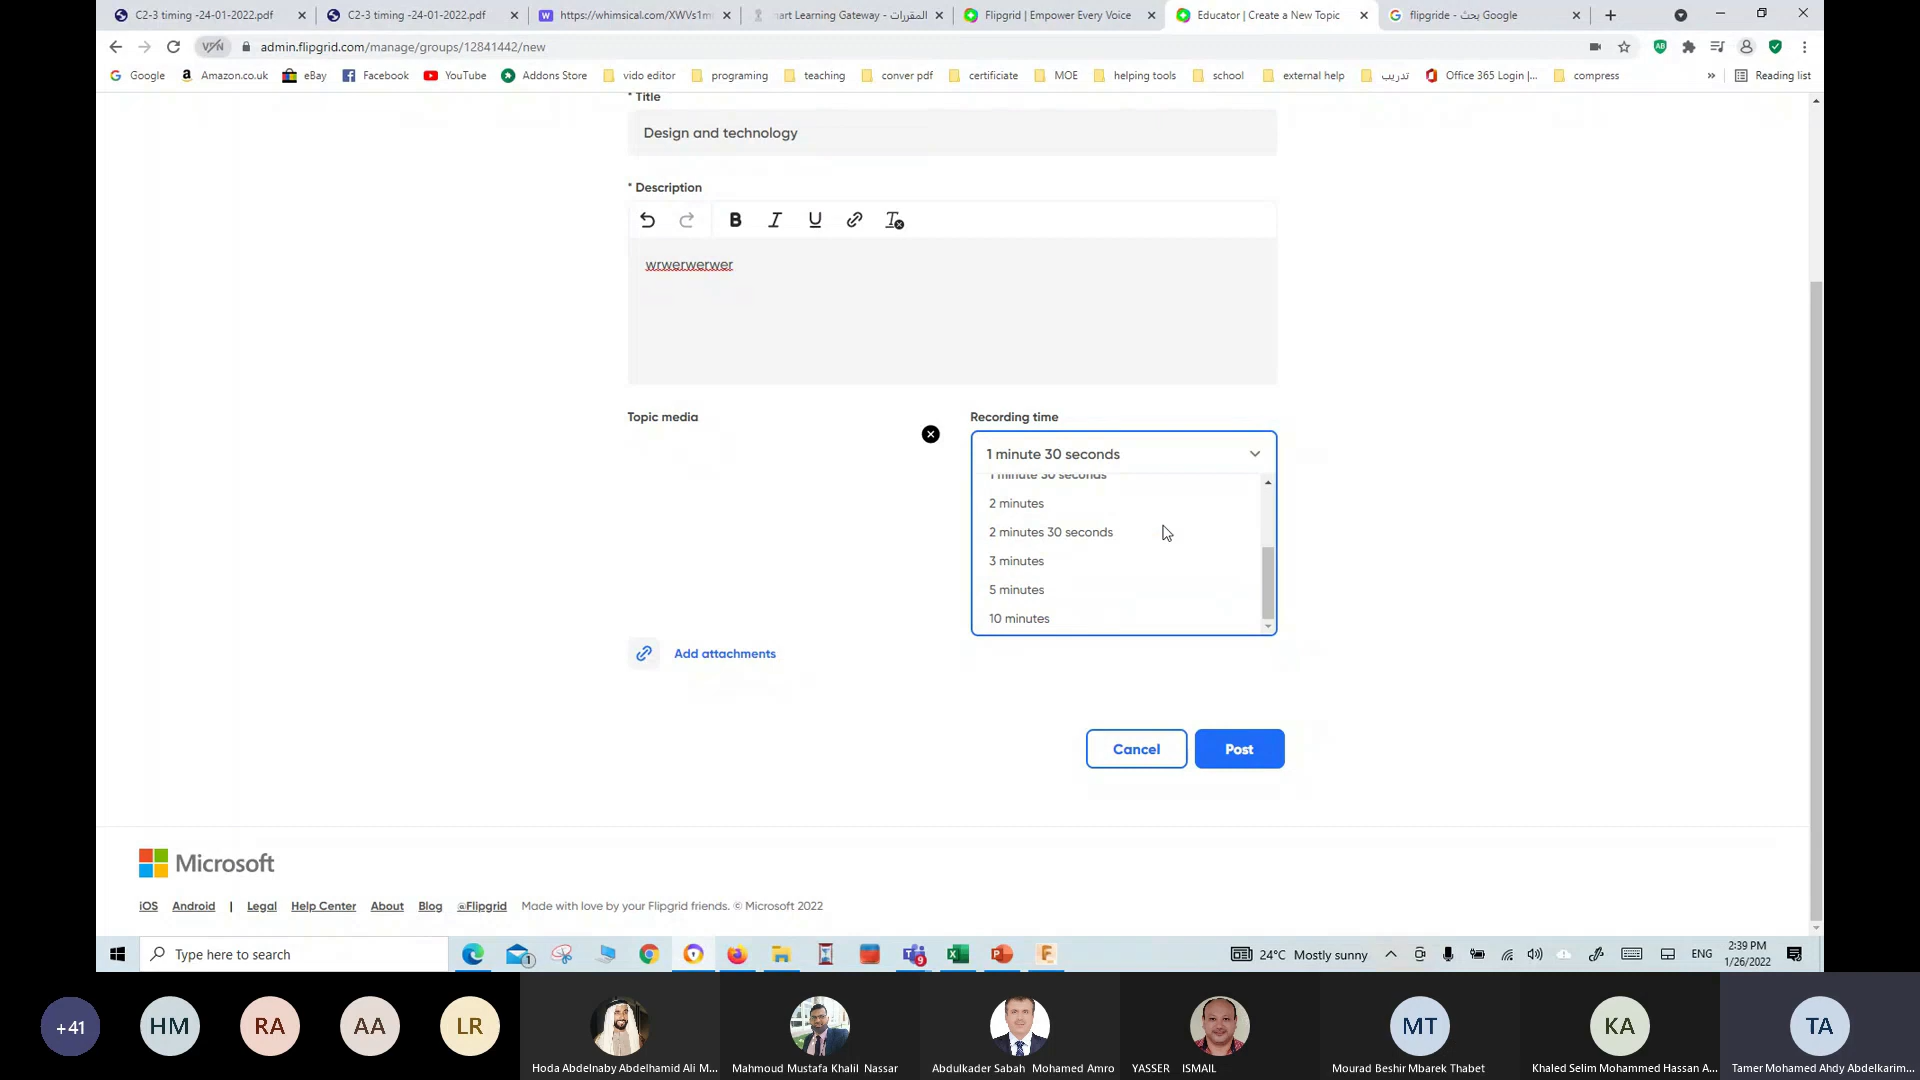 C2-3 timing -24-01-2022.pdf
C2-3 timing -24-01-2022.pdf
https://whimsical.com/XWVs1m
art Learning Gateway - المقررات
Flipgrid | Empower Every Voice
Educator | Create a New Topic
flipgride - بحث Google
VPN
admin.flipgrid.com/manage/groups/12841442/new
Google
Amazon.co.uk
eBay
Facebook
YouTube
Addons Store
vido editor
programing
teaching
conver pdf
certificiate
MOE
helping tools
school
external help
تدريب
Office 365 Login |...
compress
»
Reading list
* Title
Design and technology
* Description
wrwerwerwer
Topic media
Recording time
1 minute 30 seconds
1 minute 30 seconds
2 minutes
2 minutes 30 seconds
3 minutes
5 minutes
10 minutes
Add attachments
Cancel
Post
Microsoft
iOS
Android
|
Legal
Help Center
About
Blog
@Flipgrid
Made with love by your Flipgrid friends. © Microsoft 2022
Type here to search
24°C Mostly sunny
ENG
2:39 PM
1/26/2022
+41
HM
RA
AA
LR
MT
KA
TA
Hoda Abdelnaby Abdelhamid Ali M...
Mahmoud Mustafa Khalil Nassar
Abdulkader Sabah Mohamed Amro
YASSER ISMAIL
Mourad Beshir Mbarek Thabet
Khaled Selim Mohammed Hassan A...
Tamer Mohamed Ahdy Abdelkarim...